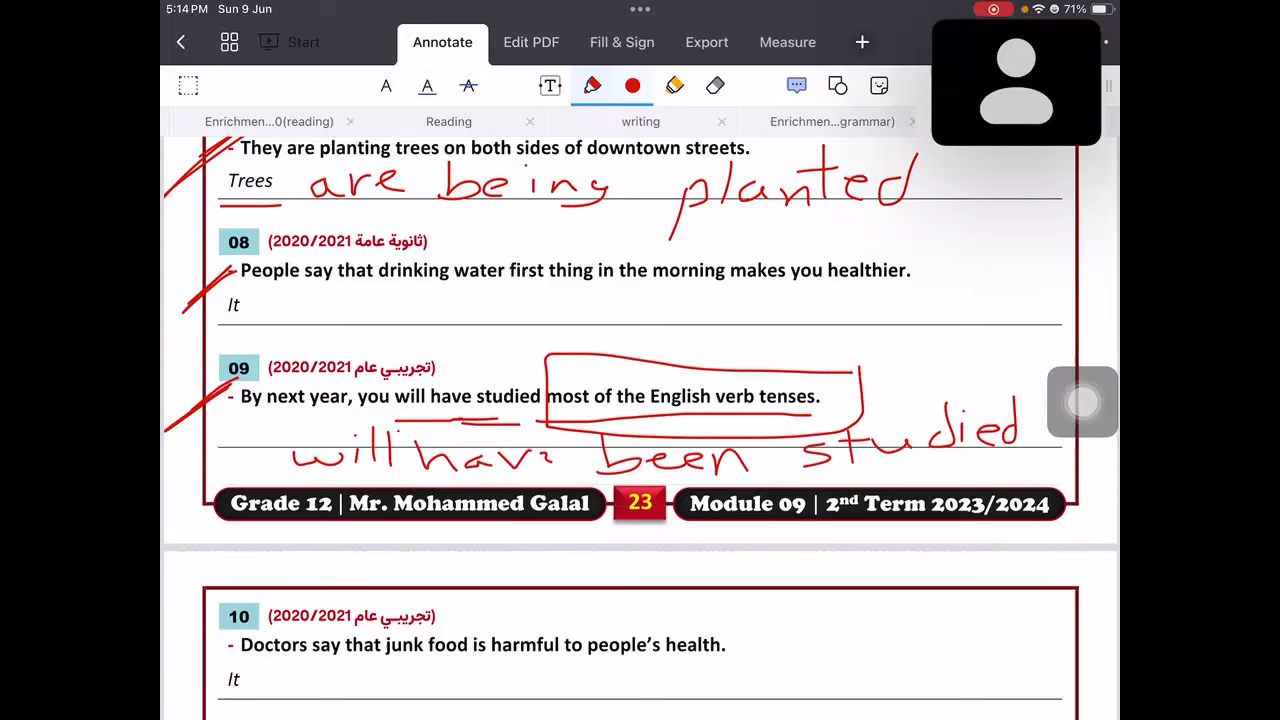 5:14 PM Sun 9 Jun
71%
Start Annotate Edit PDF Fill & Sign Export Measure
A A A T
Enrichmen...0(reading) Reading writing Enrichmen...grammar)
- They are planting trees on both sides of downtown streets.
Trees are being planted
08 (ثانوية عامة 2020/2021)
- People say that drinking water first thing in the morning makes you healthier.
It
09 (تجريبـي عام 2020/2021)
- By next year, you will have studied most of the English verb tenses.
will have been studied
Grade 12 | Mr. Mohammed Galal 23 Module 09 | 2nd Term 2023/2024
10 (تجريبـي عام 2020/2021)
- Doctors say that junk food is harmful to people’s health.
It